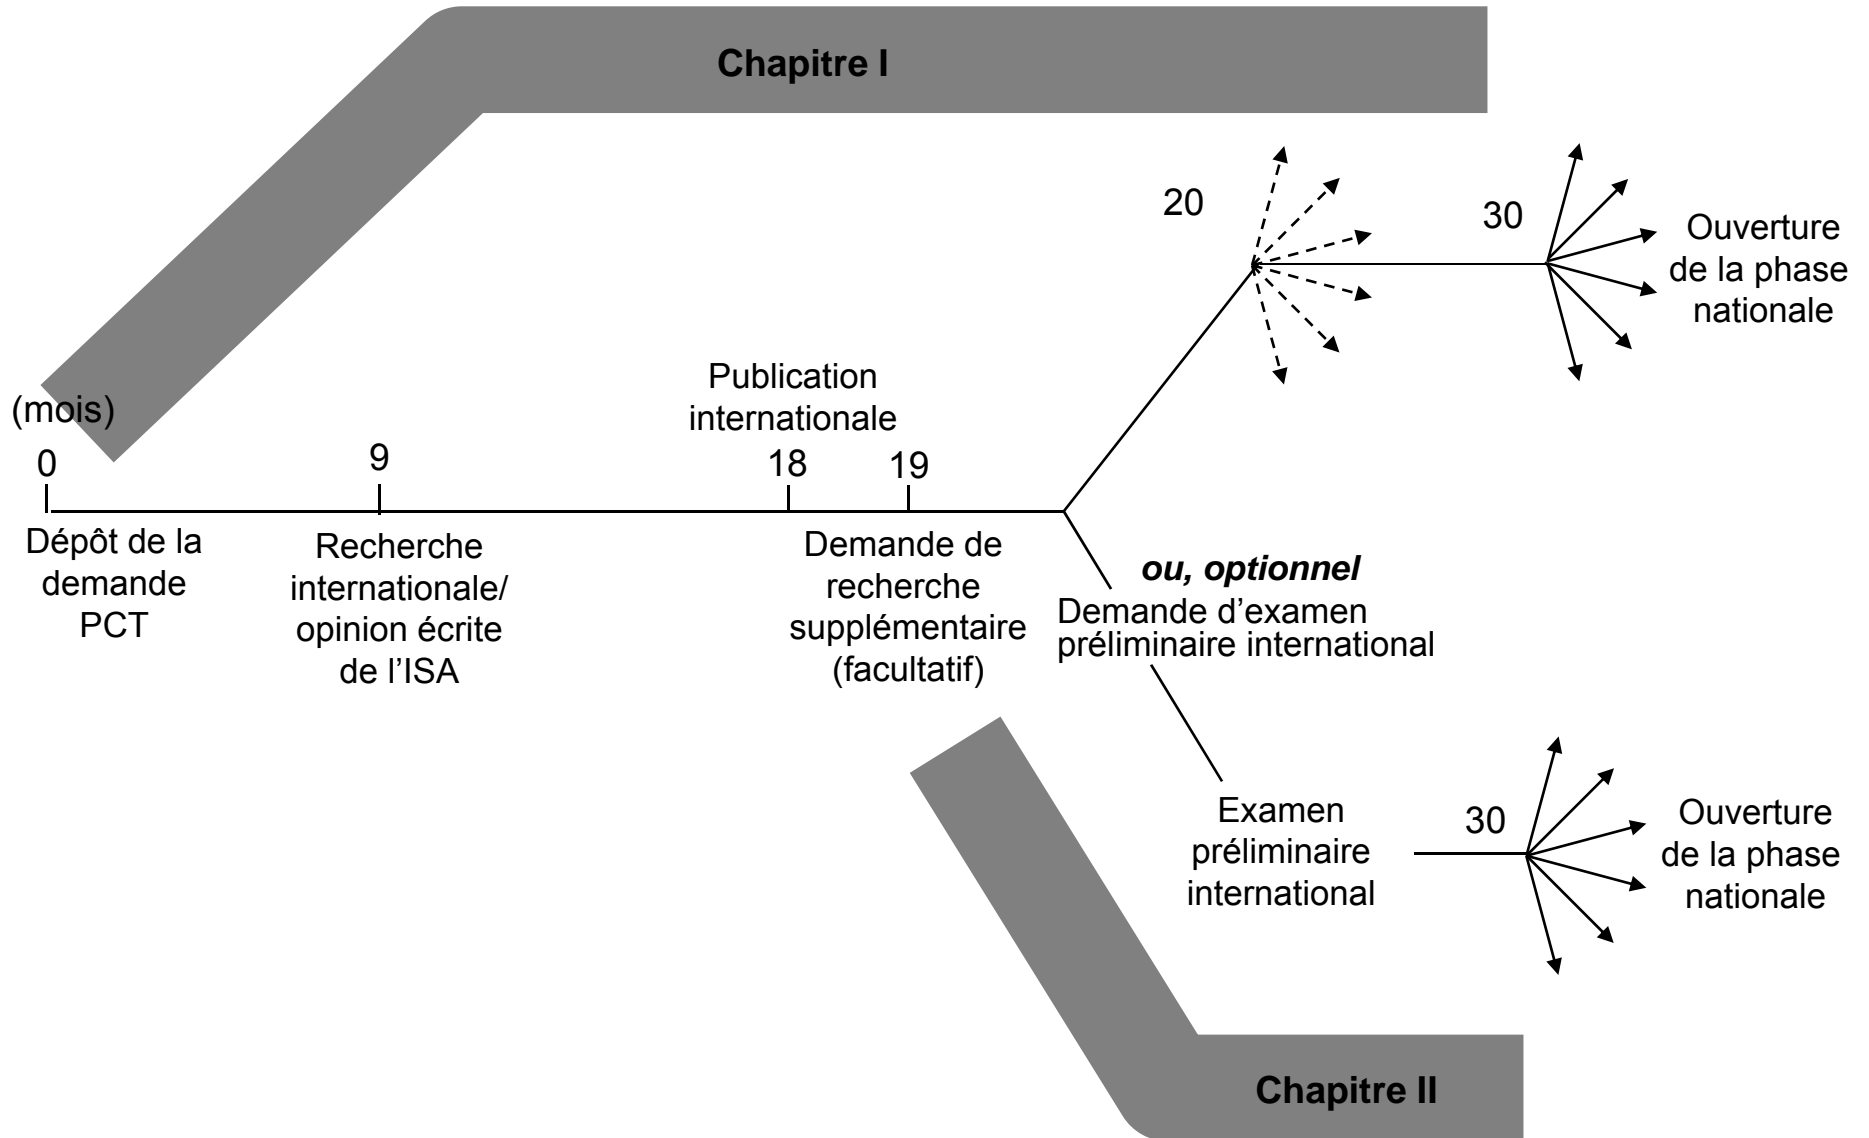 Chapitre I
20
30
Ouverture
de la phase
nationale
(mois)
0
9
Publication
internationale
18
19
Dépôt de la
demande
PCT
Recherche
internationale/
opinion écrite
de l’ISA
Demande de
recherche
supplémentaire
(facultatif)
ou, optionnel
Demande d’examen
préliminaire international
Examen
préliminaire
international
30
Ouverture
de la phase
nationale
Chapitre II